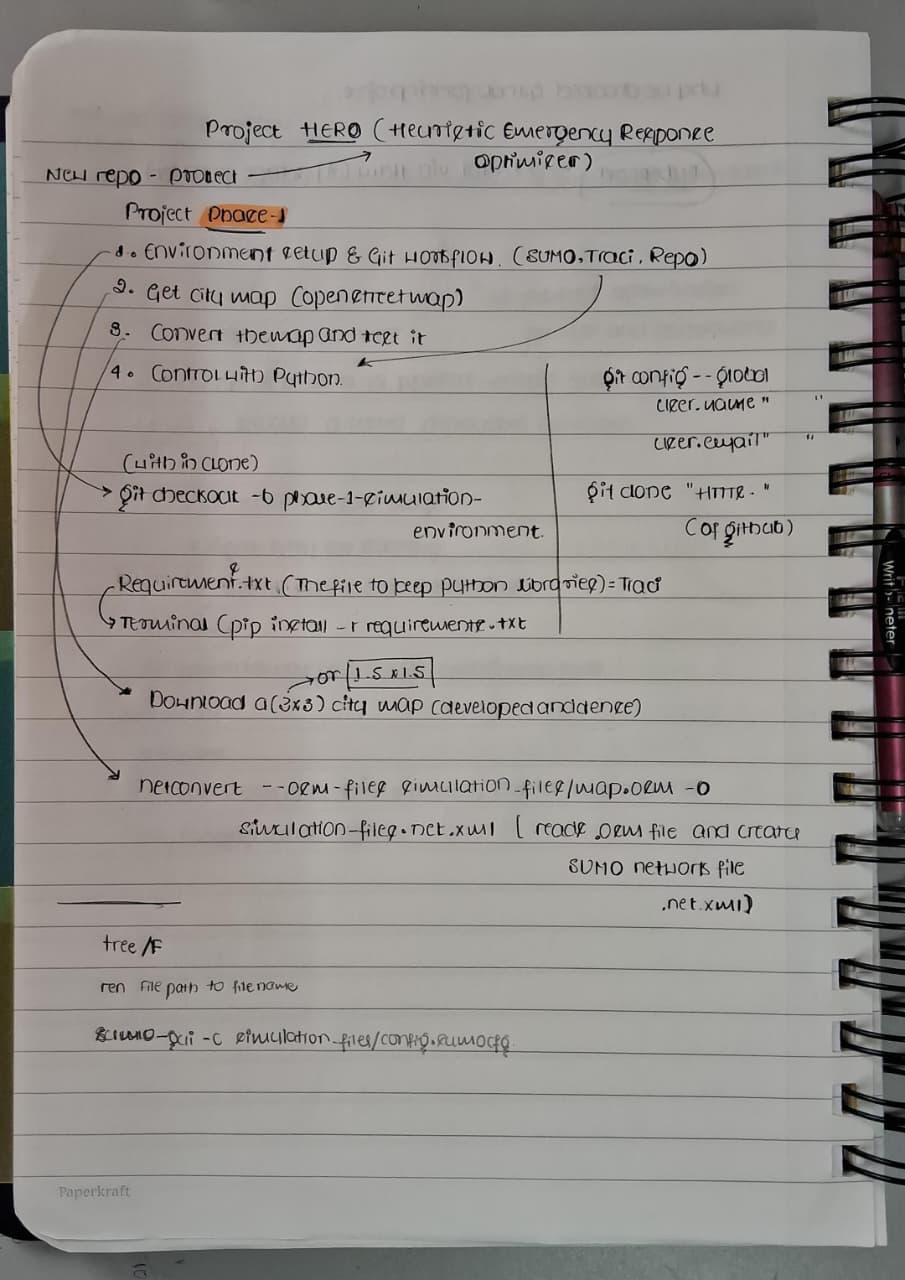 Project HERO (Heuristic Emergency Response
Optimizer)
New repo - project
Project Phase-1
1. Environment setup & Git workflow. (SUMO, Traci, Repo)
2. Get city map (openstreetmap)
3. Convert the map and test it
4. Control with Python.
git config -- global
user.name " "
user.email " "
(with in clone)
git checkout -b phase-1-simulation-
environment.
git clone "HTTPS."
(of github)
Requirements.txt. (The file to keep python libraries) = Traci
Terminal (pip install -r requirements.txt
or 1.5 x 1.5
Download a (3x3) city map (developed and dense)
netconvert --osm-files simulation_files/map.osm -o
simulation-files.net.xml [ reads .osm file and creates
SUMO network file
.net.xml)
tree /F
ren File path to filename
sumo-gui -c simulation_files/config.sumocfg
Paperkraft